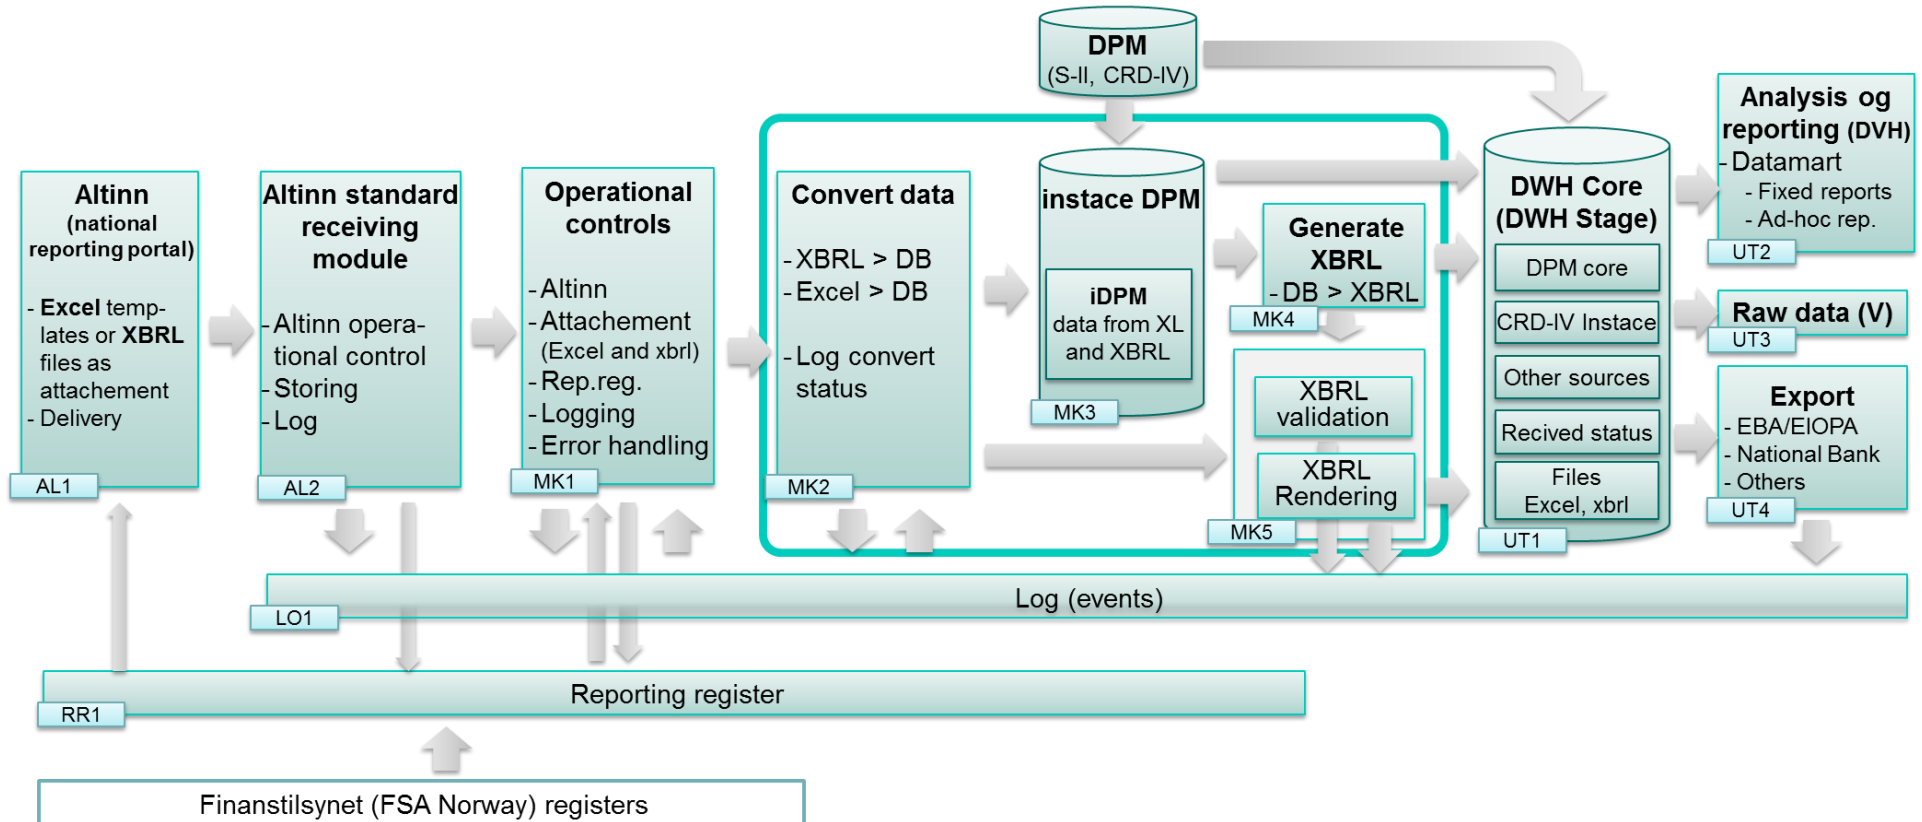 DPM
(S-II, CRD-IV)
Altinn
(national
reporting portal)
- Excel temp-
lates or XBRL
files as
attachement
- Delivery
AL1
Altinn standard
receiving
module
-Altinn opera-
tional control
-Storing
-Log
AL2
Operational
controls
-Altinn
-Attachement
(Excel and xbrl)
-Rep.reg.
-Logging
-Error handling
MK1
Convert data
-XBRL > DB
-Excel > DB
-Log convert
status
MK2
instace DPM
iDPM
data from XL
and XBRL
MK3
Generate
XBRL
-DB > XBRL
MK4
XBRL
validation
XBRL
Rendering
MK5
DWH Core
(DWH Stage)
DPM core
CRD-IV Instace
Other sources
Recived status
Files
Excel, xbrl
UT1
Analysis og
reporting (DVH)
-Datamart
- Fixed reports
- Ad-hoc rep.
UT2
Raw data (V)
UT3
Export
- EBA/EIOPA
- National Bank
- Others
UT4
Log (events)
LO1
Reporting register
RR1
Finanstilsynet (FSA Norway) registers